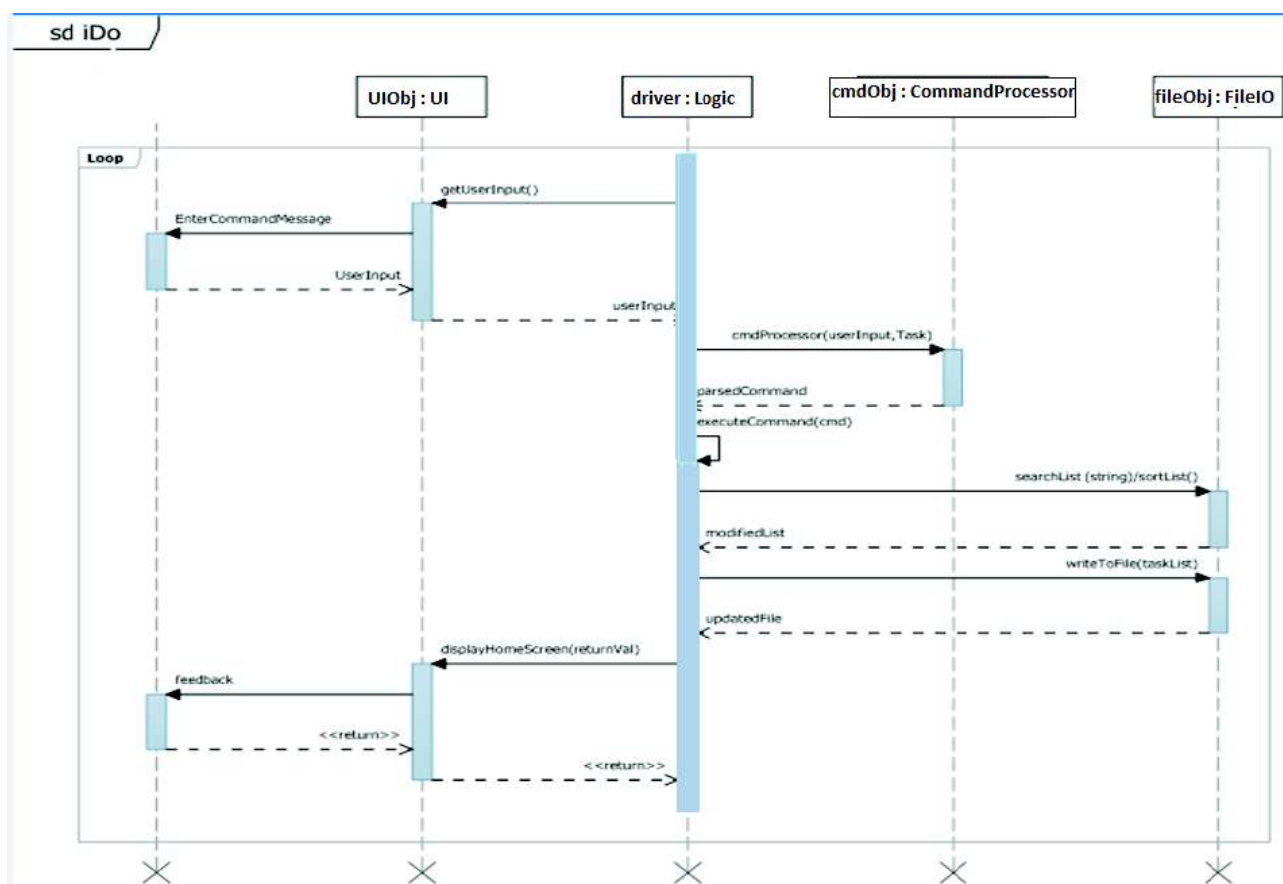 sd iDo
UIObj : UI
driver : Logic
cmdObj : CommandProcessor
fileObj : FileIO
Loop
getUserInput()
EnterCommandMessage
UserInput
userInput
cmdProcessor(userInput,Task)
parsedCommand
executeCommand(cmd)
searchList (string)/sortList()
modifiedList
writeToFile(taskList)
updatedFile
displayHomeScreen(returnVal)
feedback
<<return>>
<<return>>